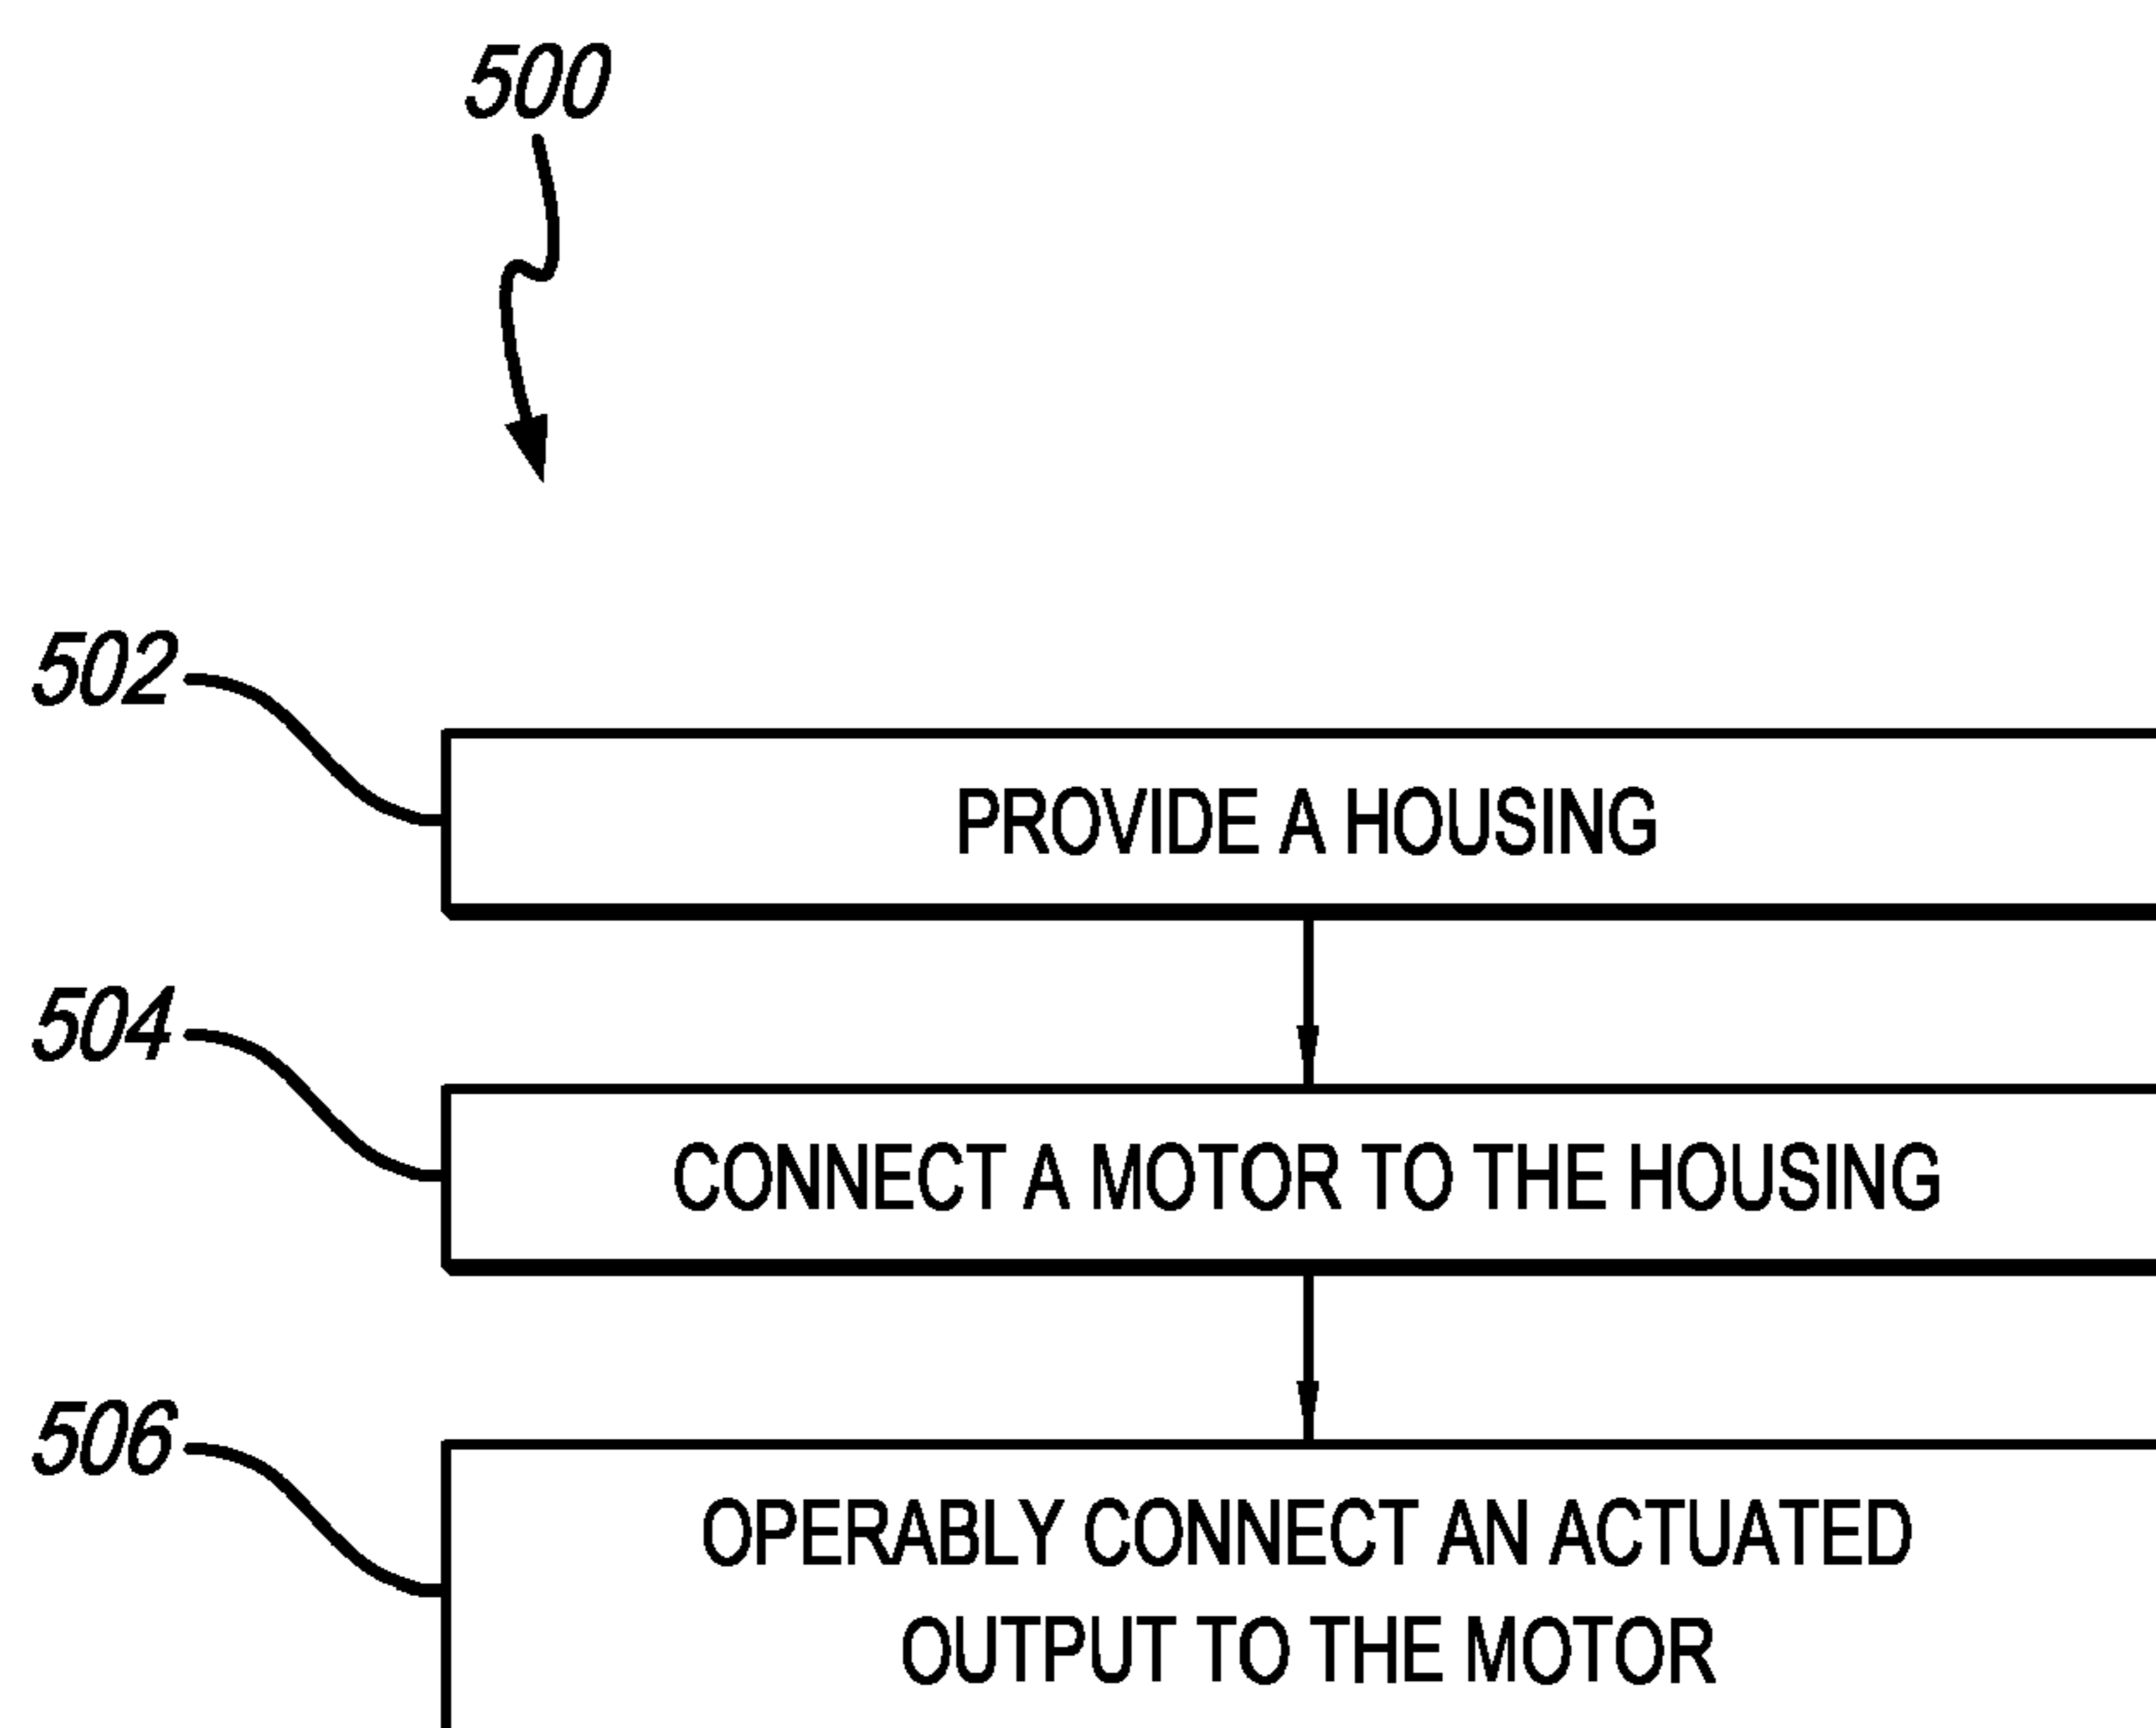 500
502
PROVIDE A HOUSING
504
CONNECT A MOTOR TO THE HOUSING
506
OPERABLY CONNECT AN ACTUATED
OUTPUT TO THE MOTOR